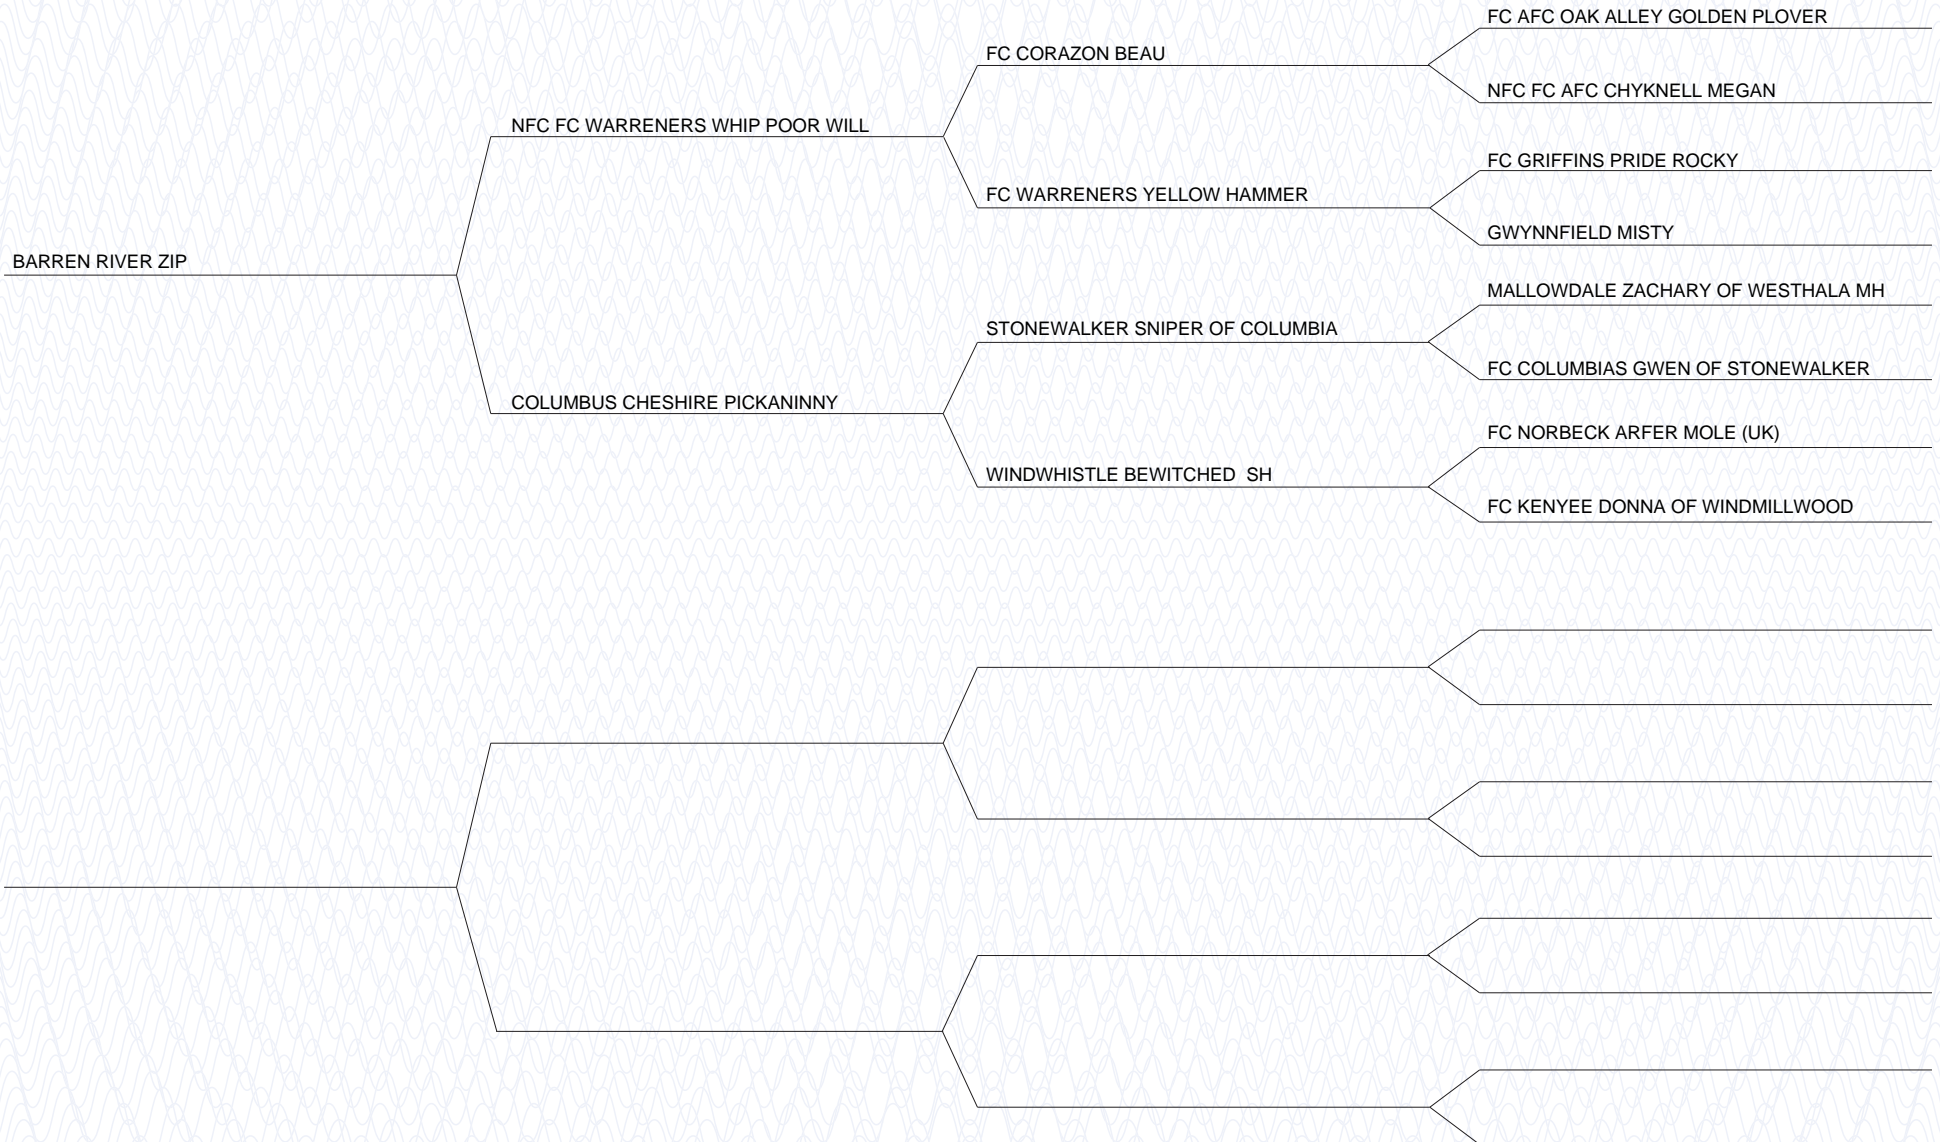 FC AFC OAK ALLEY GOLDEN PLOVER
FC CORAZON BEAU
NFC FC AFC CHYKNELL MEGAN
NFC FC WARRENERS WHIP POOR WILL
FC GRIFFINS PRIDE ROCKY
FC WARRENERS YELLOW HAMMER
GWYNNFIELD MISTY
BARREN RIVER ZIP
MALLOWDALE ZACHARY OF WESTHALA MH
STONEWALKER SNIPER OF COLUMBIA
FC COLUMBIAS GWEN OF STONEWALKER
COLUMBUS CHESHIRE PICKANINNY
FC NORBECK ARFER MOLE (UK)
WINDWHISTLE BEWITCHED  SH
FC KENYEE DONNA OF WINDMILLWOOD